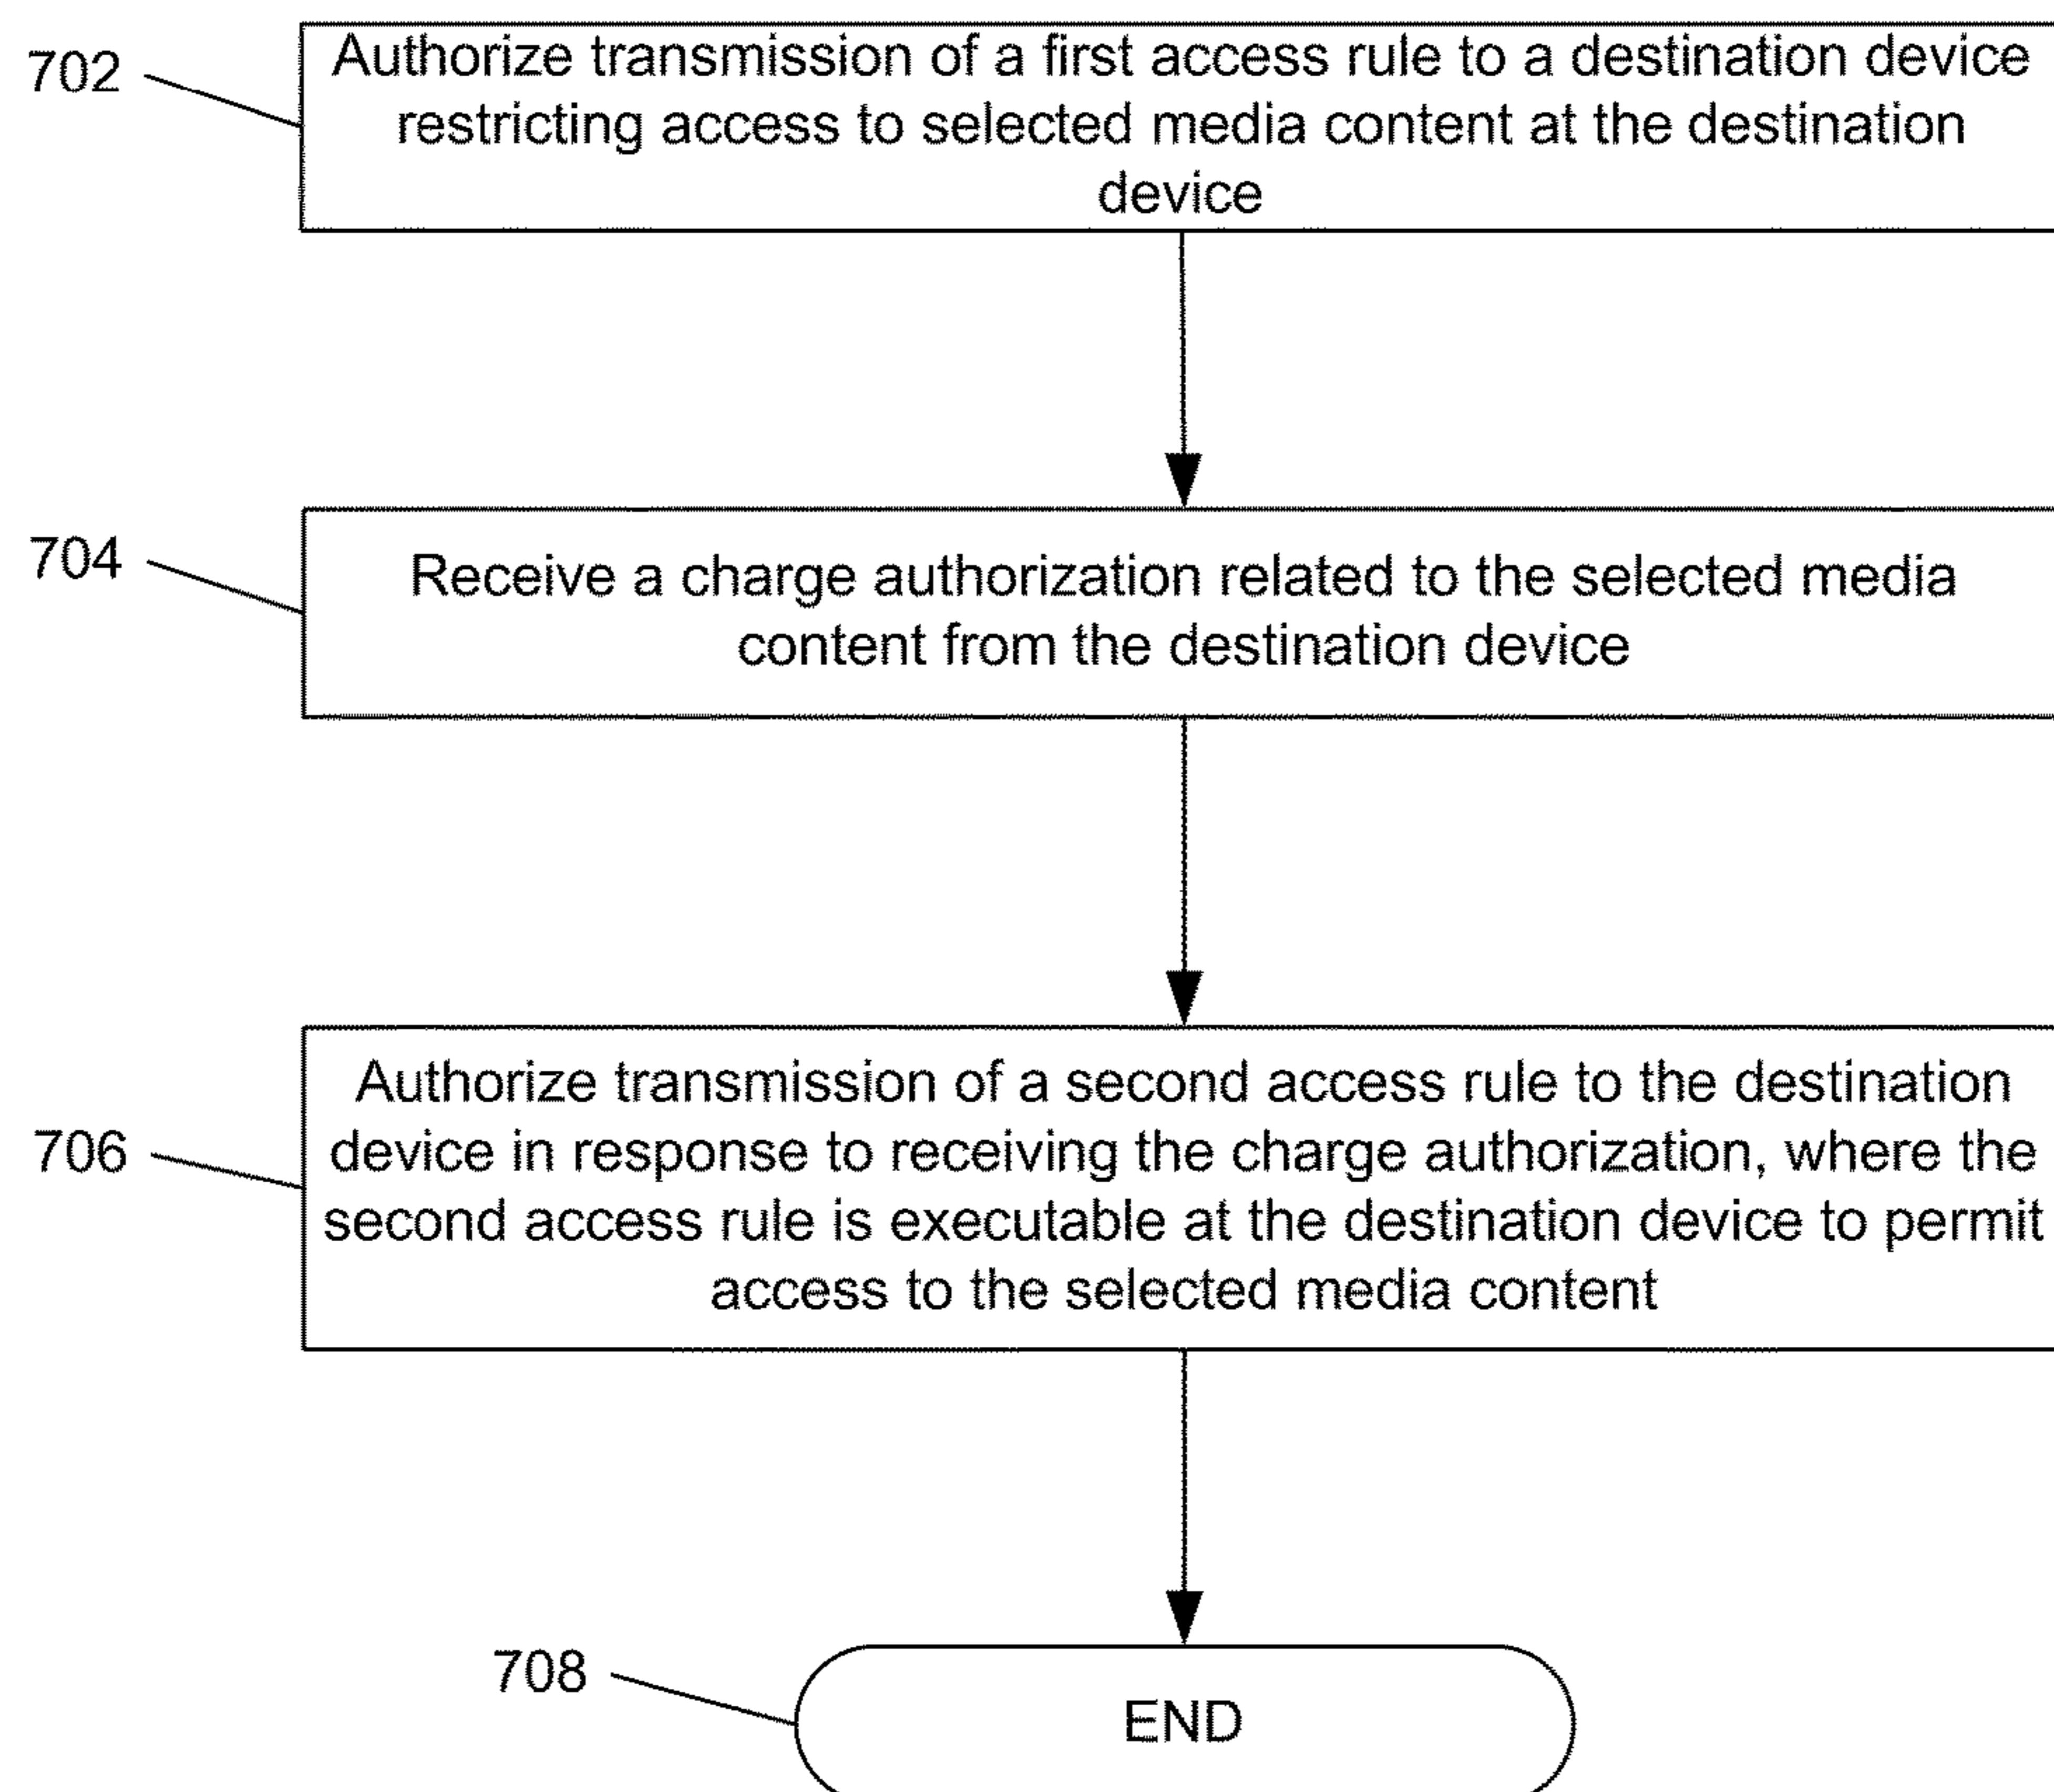 702
Authorize transmission of a first access rule to a destination device
restricting access to selected media content at the destination
device
704
Receive a charge authorization related to the selected media
content from the destination device
706
Authorize transmission of a second access rule to the destination
device in response to receiving the charge authorization, where the
second access rule is executable at the destination device to permit
access to the selected media content
708
END